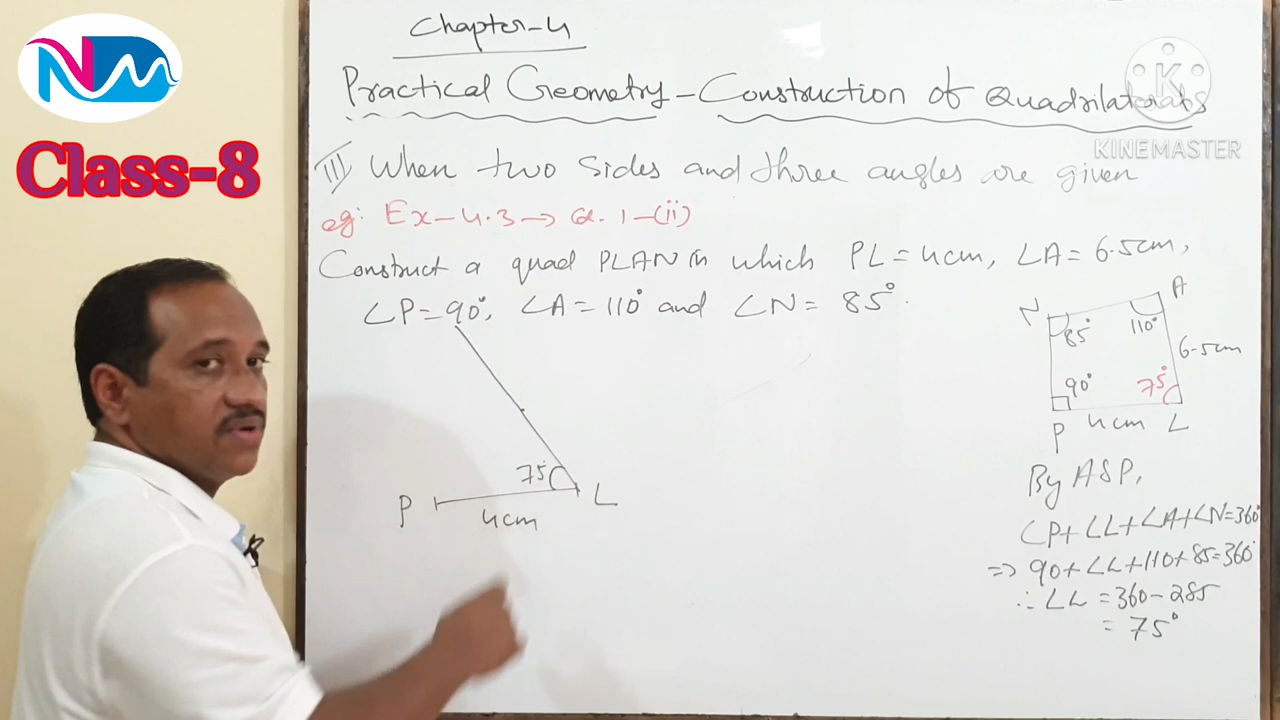 NVM
Class-8
KINEMASTER
Chapter-4
Practical Geometry - Construction of Quadrilaterals
III) When two sides and three angles are given
eg: Ex-4.3 → Q.1-(ii)
Construct a quad PLAN in which PL = 4cm, LA = 6.5cm,
∠P = 90°, ∠A = 110° and ∠N = 85°.
N
A
85°
110°
6.5cm
90°
75°
P
4cm
L
75°
P
L
4cm
By ASP,
∠P+∠L+∠A+∠N=360°
⇒ 90+∠L+110+85=360°
∴ ∠L = 360-285
= 75°